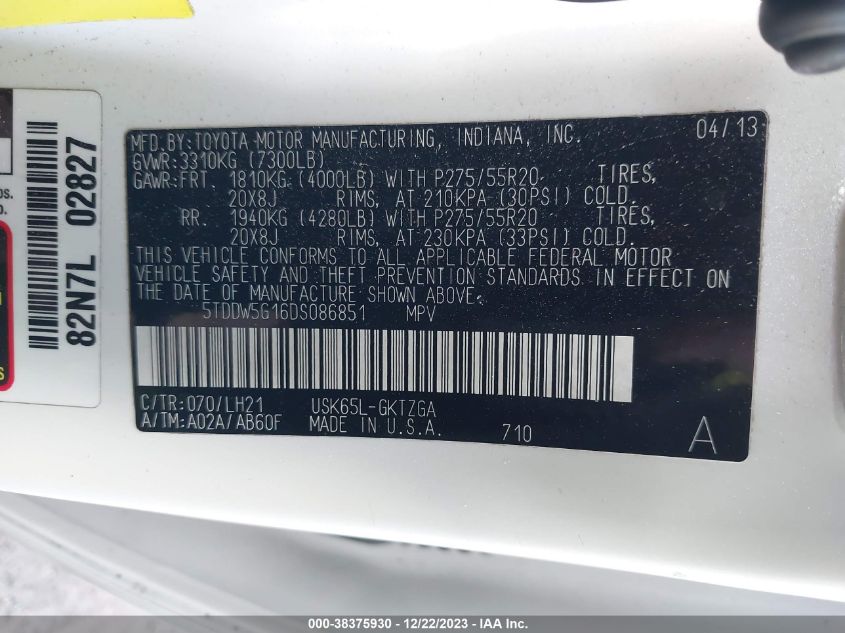 MFD.BY:TOYOTA MOTOR MANUFACTURING, INDIANA, INC. 04/13
GVWR:3310KG (7300LB)
GAWR:FRT. 1810KG (4000LB) WITH P275/55R20 TIRES,
20X8J RIMS, AT 210KPA (30PSI) COLD.
RR. 1940KG (4280LB) WITH P275/55R20 TIRES,
20X8J RIMS, AT 230KPA (33PSI) COLD.
THIS VEHICLE CONFORMS TO ALL APPLICABLE FEDERAL MOTOR
VEHICLE SAFETY AND THEFT PREVENTION STANDARDS IN EFFECT ON
THE DATE OF MANUFACTURE SHOWN ABOVE.
5TDDW5G16DS086851 MPV
C/TR:070/LH21 USK65L-GKTZGA
A/TM:A02A/AB60F MADE IN U.S.A. 710 A
82N7L 02827
000-38375930 - 12/22/2023 - IAA Inc.